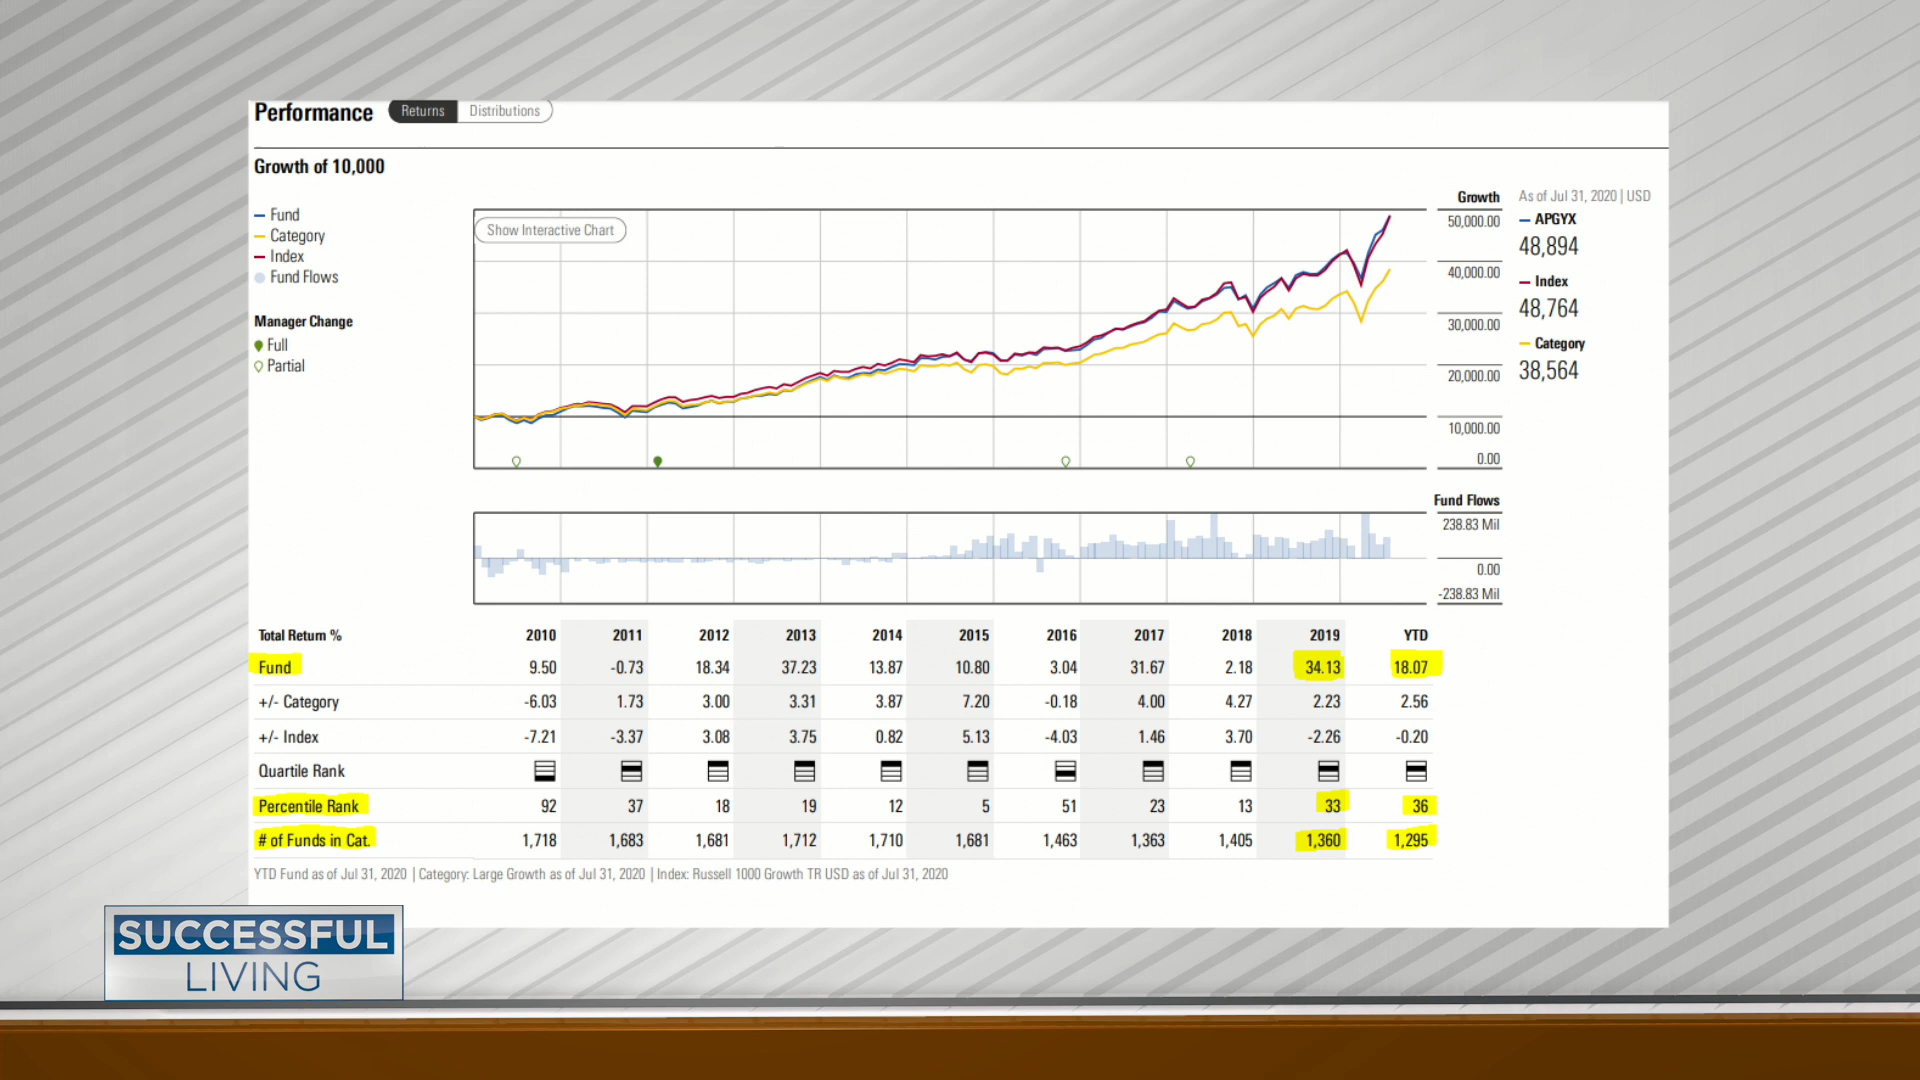 Performance Returns Distributions
Growth of 10,000
Fund
Category
Index
Fund Flows
Manager Change
Full
Partial
Show Interactive Chart
Growth
50,000.00
40,000.00
30,000.00
20,000.00
10,000.00
0.00
As of Jul 31, 2020 | USD
APGYX
48,894
Index
48,764
Category
38,564
Fund Flows
238.83 Mil
0.00
-238.83 Mil
Total Return % 2010 2011 2012 2013 2014 2015 2016 2017 2018 2019 YTD
Fund 9.50 -0.73 18.34 37.23 13.87 10.80 3.04 31.67 2.18 34.13 18.07
+/- Category -6.03 1.73 3.00 3.31 3.87 7.20 -0.18 4.00 4.27 2.23 2.56
+/- Index -7.21 -3.37 3.08 3.75 0.82 5.13 -4.03 1.46 3.70 -2.26 -0.20
Quartile Rank
Percentile Rank 92 37 18 19 12 5 51 23 13 33 36
# of Funds in Cat. 1,718 1,683 1,681 1,712 1,710 1,681 1,463 1,363 1,405 1,360 1,295
YTD Fund as of Jul 31, 2020 | Category: Large Growth as of Jul 31, 2020 | Index: Russell 1000 Growth TR USD as of Jul 31, 2020
SUCCESSFUL
LIVING